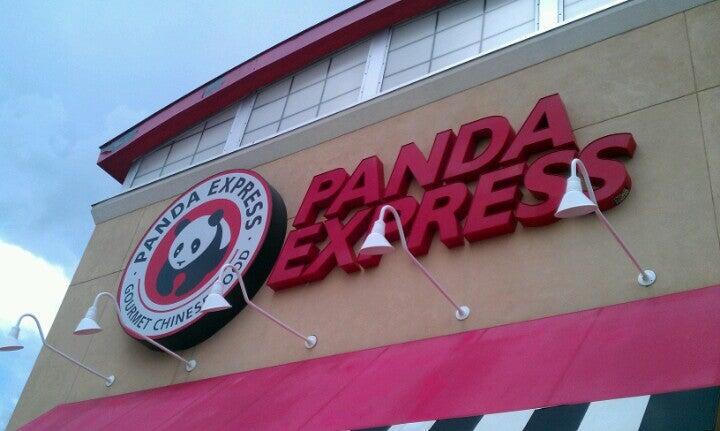 PANDA EXPRESS
GOURMET CHINESE FOOD
PANDA
EXPRESS